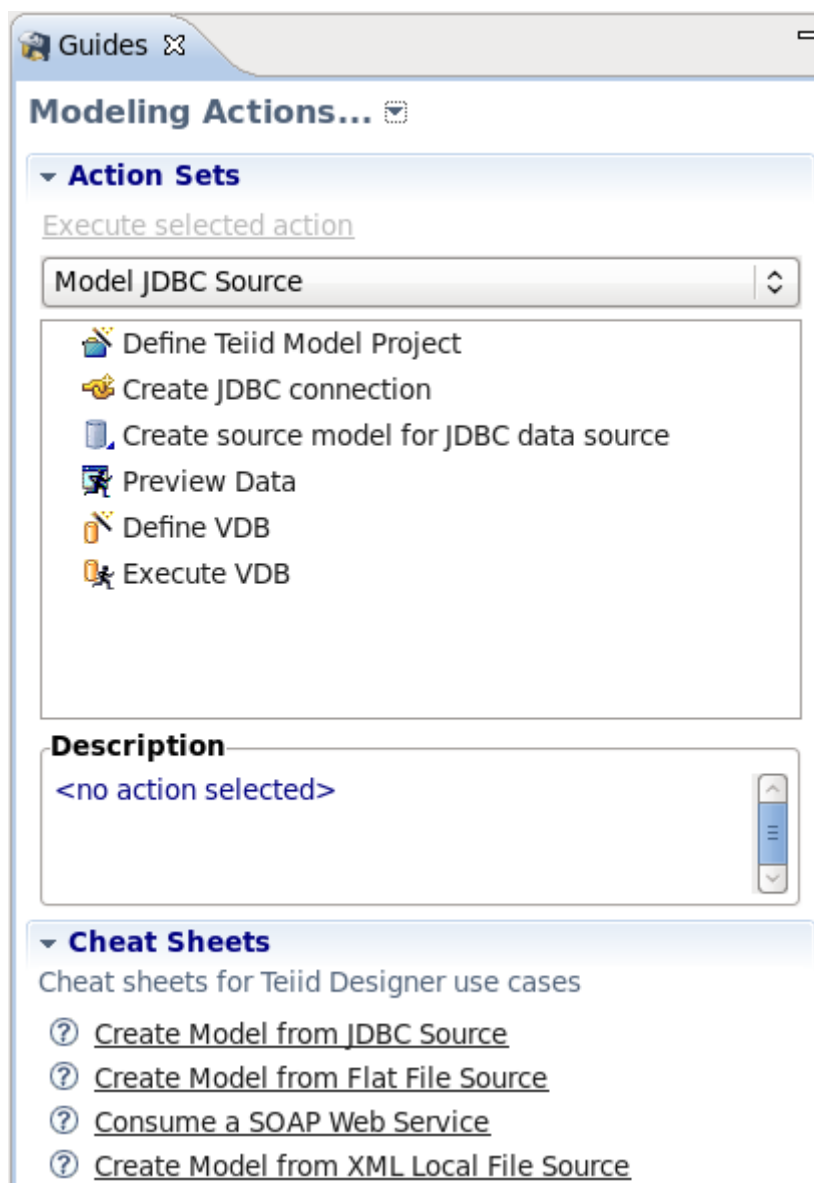 Guides
Modeling Actions...
Action Sets
Execute selected action
Model JDBC Source
Define Teiid Model Project
Create JDBC connection
Create source model for JDBC data source
Preview Data
Define VDB
Execute VDB
Description
<no action selected>
Cheat Sheets
Cheat sheets for Teiid Designer use cases
Create Model from JDBC Source
Create Model from Flat File Source
Consume a SOAP Web Service
Create Model from XML Local File Source